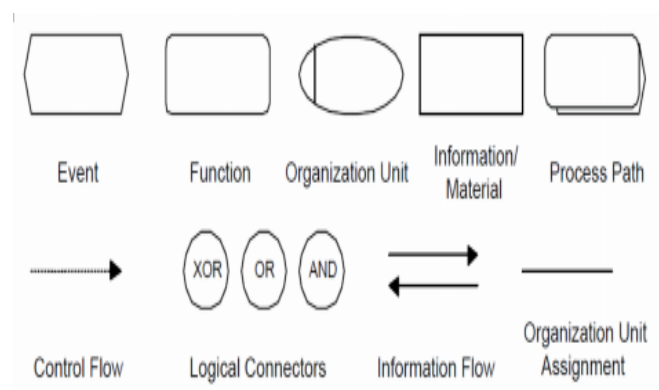 Event
Function
Organization Unit
Information/
Material
Process Path
XOR
OR
AND
Control Flow
Logical Connectors
Information Flow
Organization Unit
Assignment